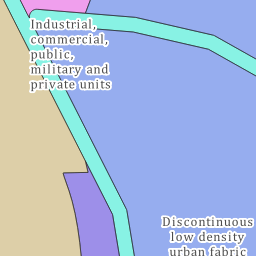 Industrial,
commercial,
public,
military and
private units
Discontinuous
low density
urban fabric